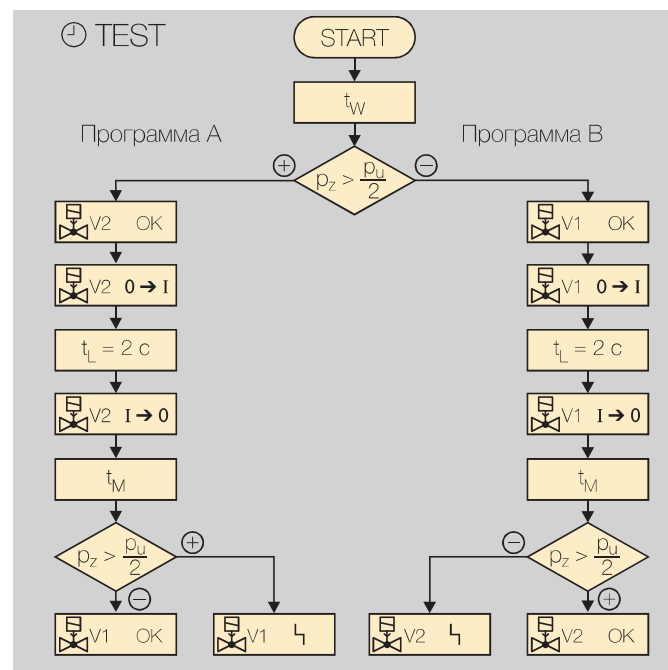 TEST
START
t_W
Программа А
Программа В
+
p_z > p_u/2
−
V2 OK
V1 OK
V2 0 → I
V1 0 → I
t_L = 2 с
t_L = 2 с
V2 I → 0
V1 I → 0
t_M
t_M
p_z > p_u/2
+
−
p_z > p_u/2
−
+
V1 OK
V1
V2
V2 OK